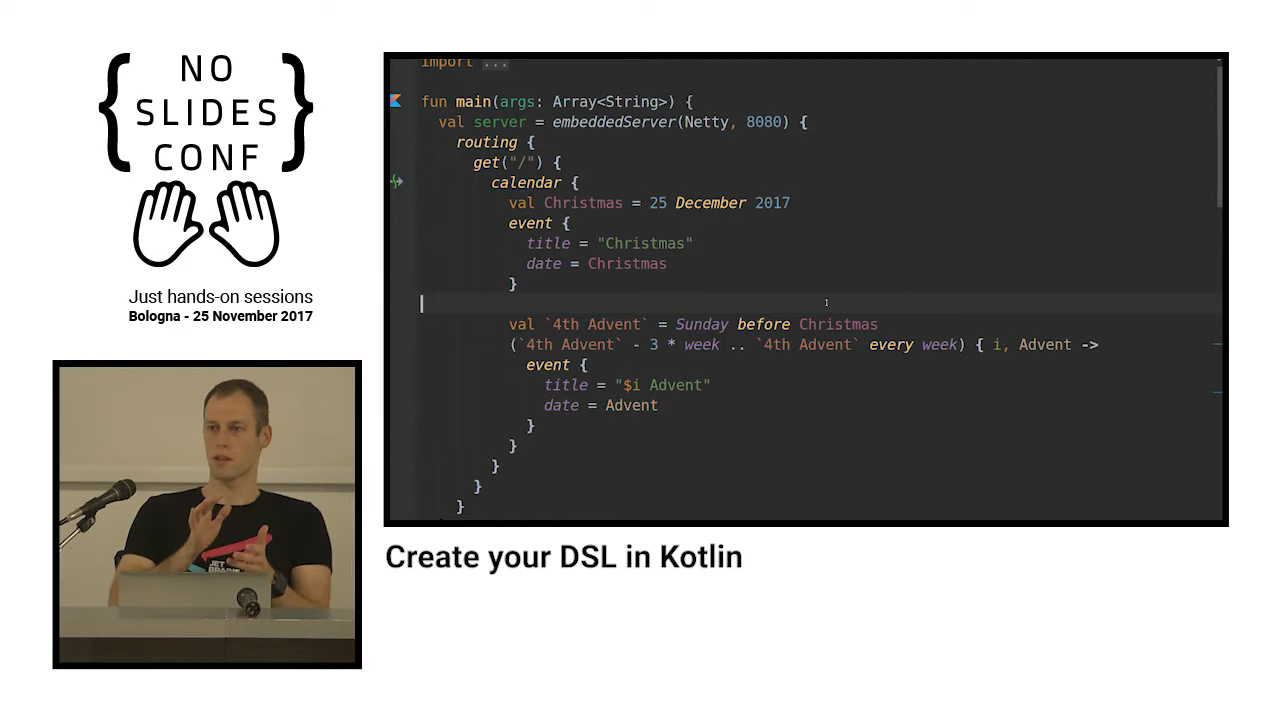 { NO
SLIDES
CONF }
Just hands-on sessions
Bologna - 25 November 2017
import ...
fun main(args: Array<String>) {
val server = embeddedServer(Netty, 8080) {
routing {
get("/") {
calendar {
val Christmas = 25 December 2017
event {
title = "Christmas"
date = Christmas
}
val `4th Advent` = Sunday before Christmas
(`4th Advent` - 3 * week .. `4th Advent` every week) { i, Advent ->
event {
title = "$i Advent"
date = Advent
}
}
}
}
}
JET
BRAINS
Create your DSL in Kotlin